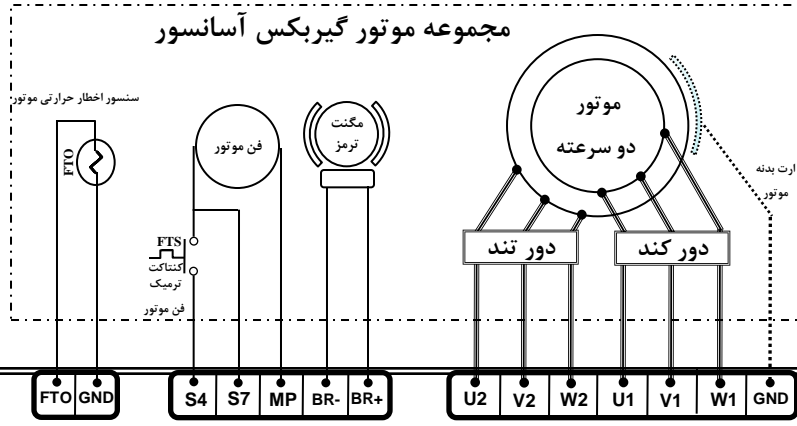 مجموعه موتور گیربکس آسانسور
سنسور اخطار حرارتی موتور
FTO
فن موتور
FTS
کنتاکت
ترمیک
فن موتور
مگنت
ترمز
موتور
دو سرعته
ارت بدنه
موتور
دور تند
دور کند
FTO GND
S4 S7 MP BR- BR+
U2 V2 W2 U1 V1 W1 GND